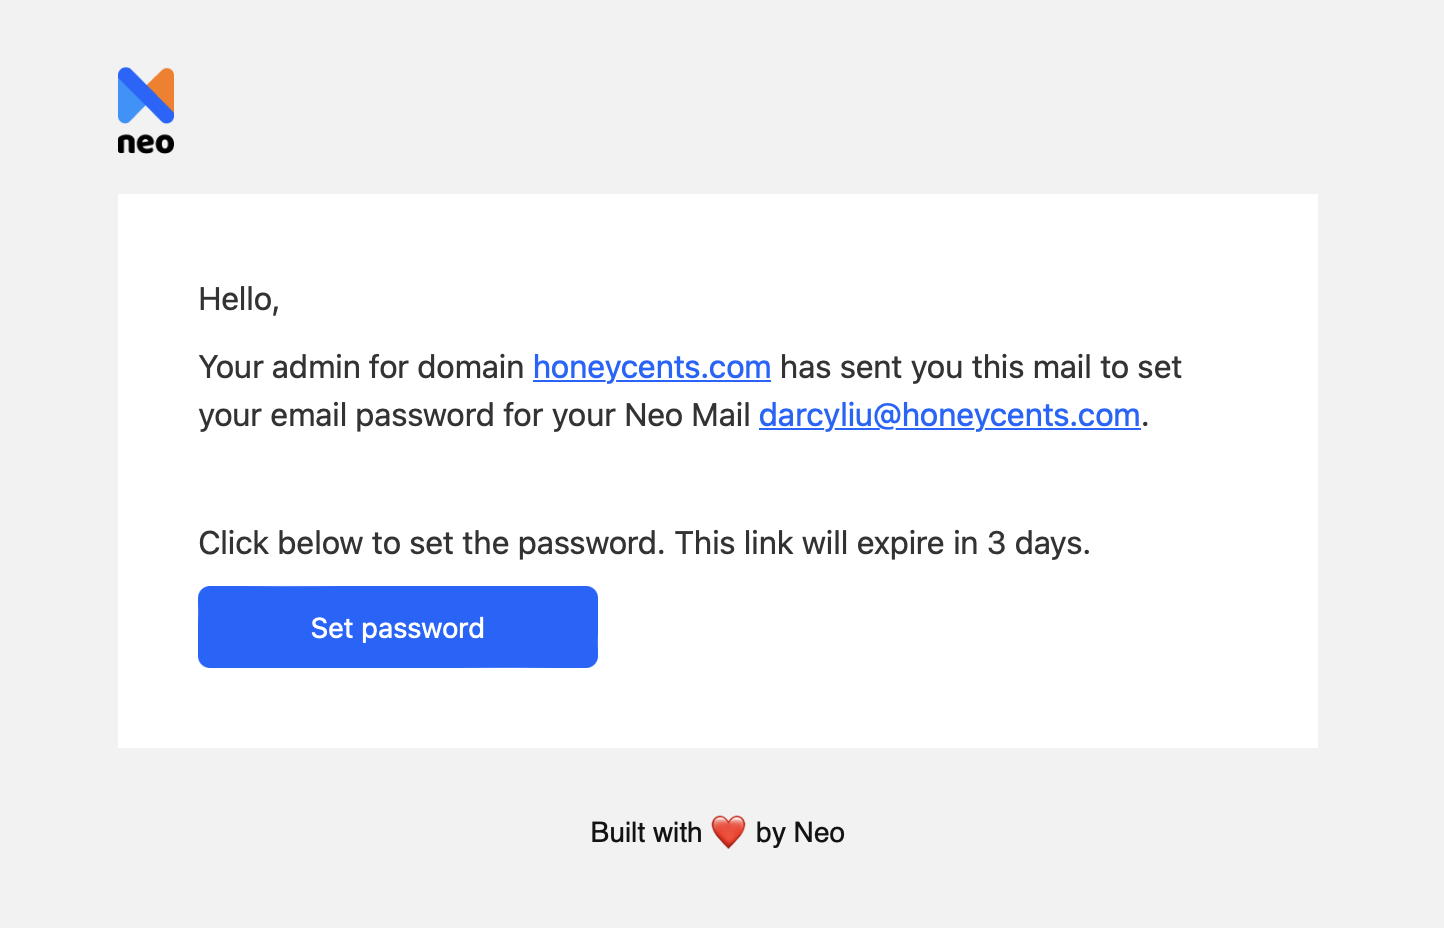 neo
Hello,
Your admin for domain honeycents.com has sent you this mail to set
your email password for your Neo Mail darcyliu@honeycents.com.
Click below to set the password. This link will expire in 3 days.
Set password
Built with ❤️ by Neo